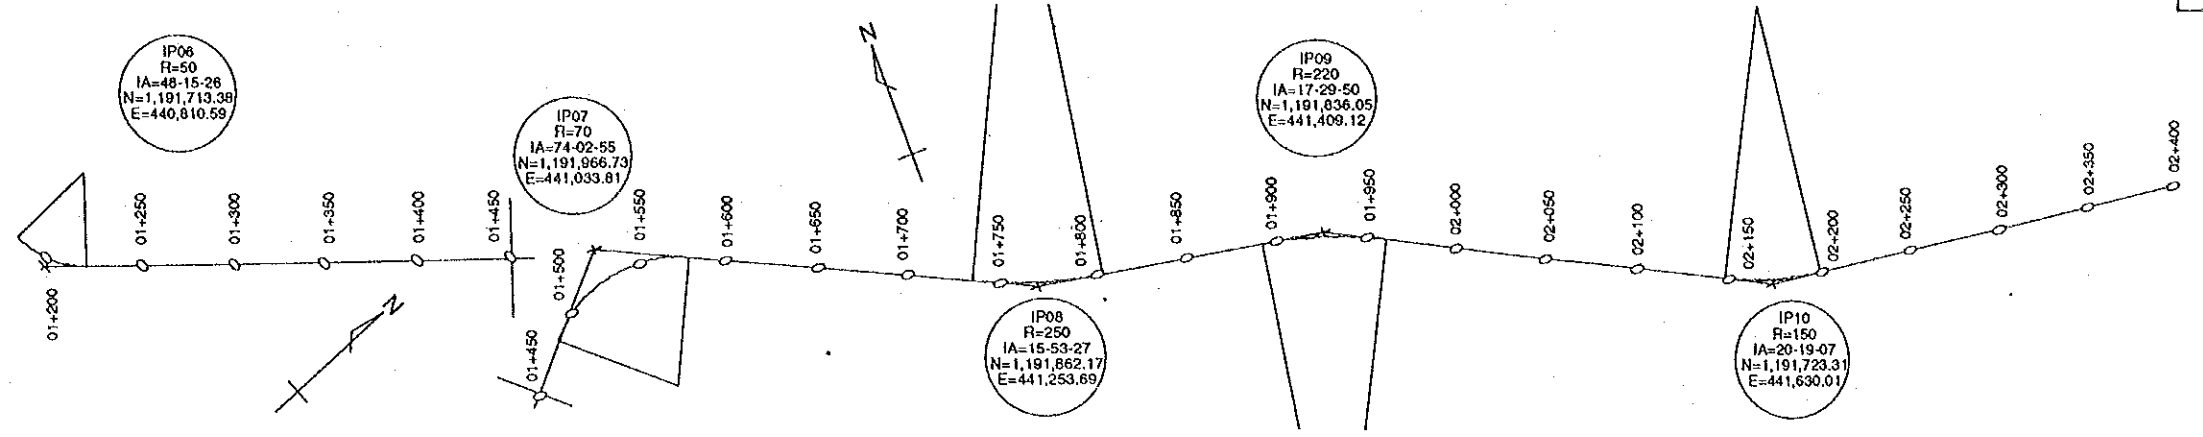 IP06
R=50
IA=48-15-26
N=1,191,713.38
E=440,810.59
IP07
R=70
IA=74-02-55
N=1,191,966.73
E=441,033.81
N
IP09
R=220
IA=17-29-50
N=1,191,836.05
E=441,409.12
01+200
01+250
01+300
01+350
01+400
01+450
01+450
01+500
01+550
01+600
01+650
01+700
01+750
01+800
01+850
01+900
01+950
02+000
02+050
02+100
02+150
02+200
02+250
02+300
02+350
02+400
N
IP08
R=250
IA=15-53-27
N=1,191,862.17
E=441,253.69
IP10
R=150
IA=20-19-07
N=1,191,723.31
E=441,630.01